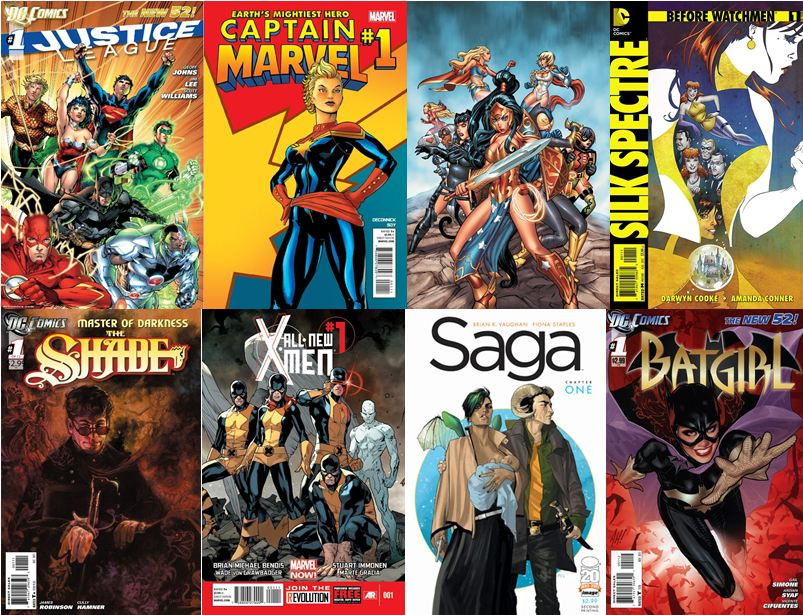 DC COMICS
THE NEW 52!
#1
JUSTICE
LEAGUE
GEOFF
JOHNS
JIM
LEE
SCOTT
WILLIAMS
EARTH'S MIGHTIEST HERO
MARVEL
CAPTAIN
MARVEL #1
DECONNICK
SOY
DC
COMICS
BEFORE WATCHMEN
1
SILK SPECTRE
DARWYN COOKE • AMANDA CONNER
DC COMICS
MASTER OF DARKNESS
#1
THE
SHADE
JAMES
ROBINSON
CULLY
HAMNER
#1
X
ALL-NEW
MEN
BRIAN MICHAEL BENDIS
STUART IMMONEN
WADE VON GRAWBADGER
MARTE GRACIA
MARVEL
NOW!
JOIN THE
REVOLUTION
FREE
AR
001
BRIAN K. VAUGHAN
FIONA STAPLES
Saga
CHAPTER
ONE
20
image
$2.99
SECOND
DC COMICS
THE NEW 52!
#1
$2.99
BATGIRL
GAIL
SIMONE
ARDIAN
SYAF
VICENTE
CIFUENTES